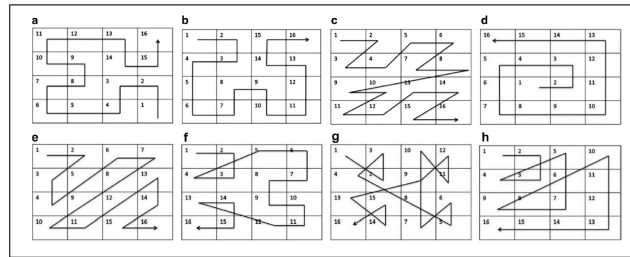 a b c d
11 12 13 16 1 2 15 16 1 2 5 6 16 15 14 13
10 9 14 15 4 3 14 13 3 4 7 8 5 4 3 12
7 8 3 2 5 8 9 12 9 10 13 14 6 1 2 11
6 5 4 1 6 7 10 11 11 12 15 16 7 8 9 10
e f g h
1 2 6 7 1 2 5 6 1 3 10 12 1 2 5 10
3 5 8 13 4 3 8 7 4 2 9 11 4 3 6 11
4 9 12 14 13 14 9 10 13 15 8 6 9 8 7 12
10 11 15 16 16 15 12 11 16 14 7 5 16 15 14 13